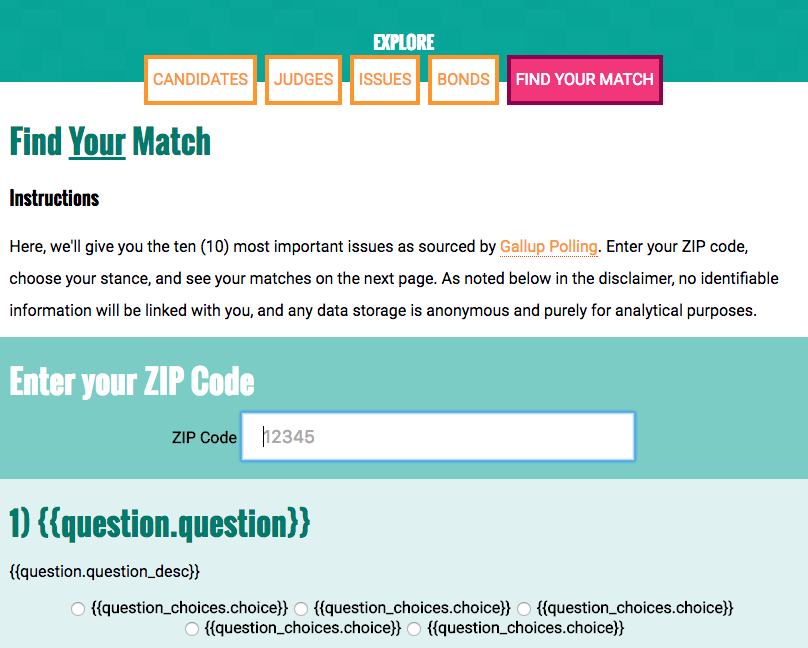 EXPLORE
CANDIDATES JUDGES ISSUES BONDS FIND YOUR MATCH
Find Your Match
Instructions
Here, we'll give you the ten (10) most important issues as sourced by Gallup Polling. Enter your ZIP code,
choose your stance, and see your matches on the next page. As noted below in the disclaimer, no identifiable
information will be linked with you, and any data storage is anonymous and purely for analytical purposes.
Enter your ZIP Code
ZIP Code 12345
1) {{question.question}}
{{question.question_desc}}
{{question_choices.choice}} {{question_choices.choice}} {{question_choices.choice}}
{{question_choices.choice}} {{question_choices.choice}}